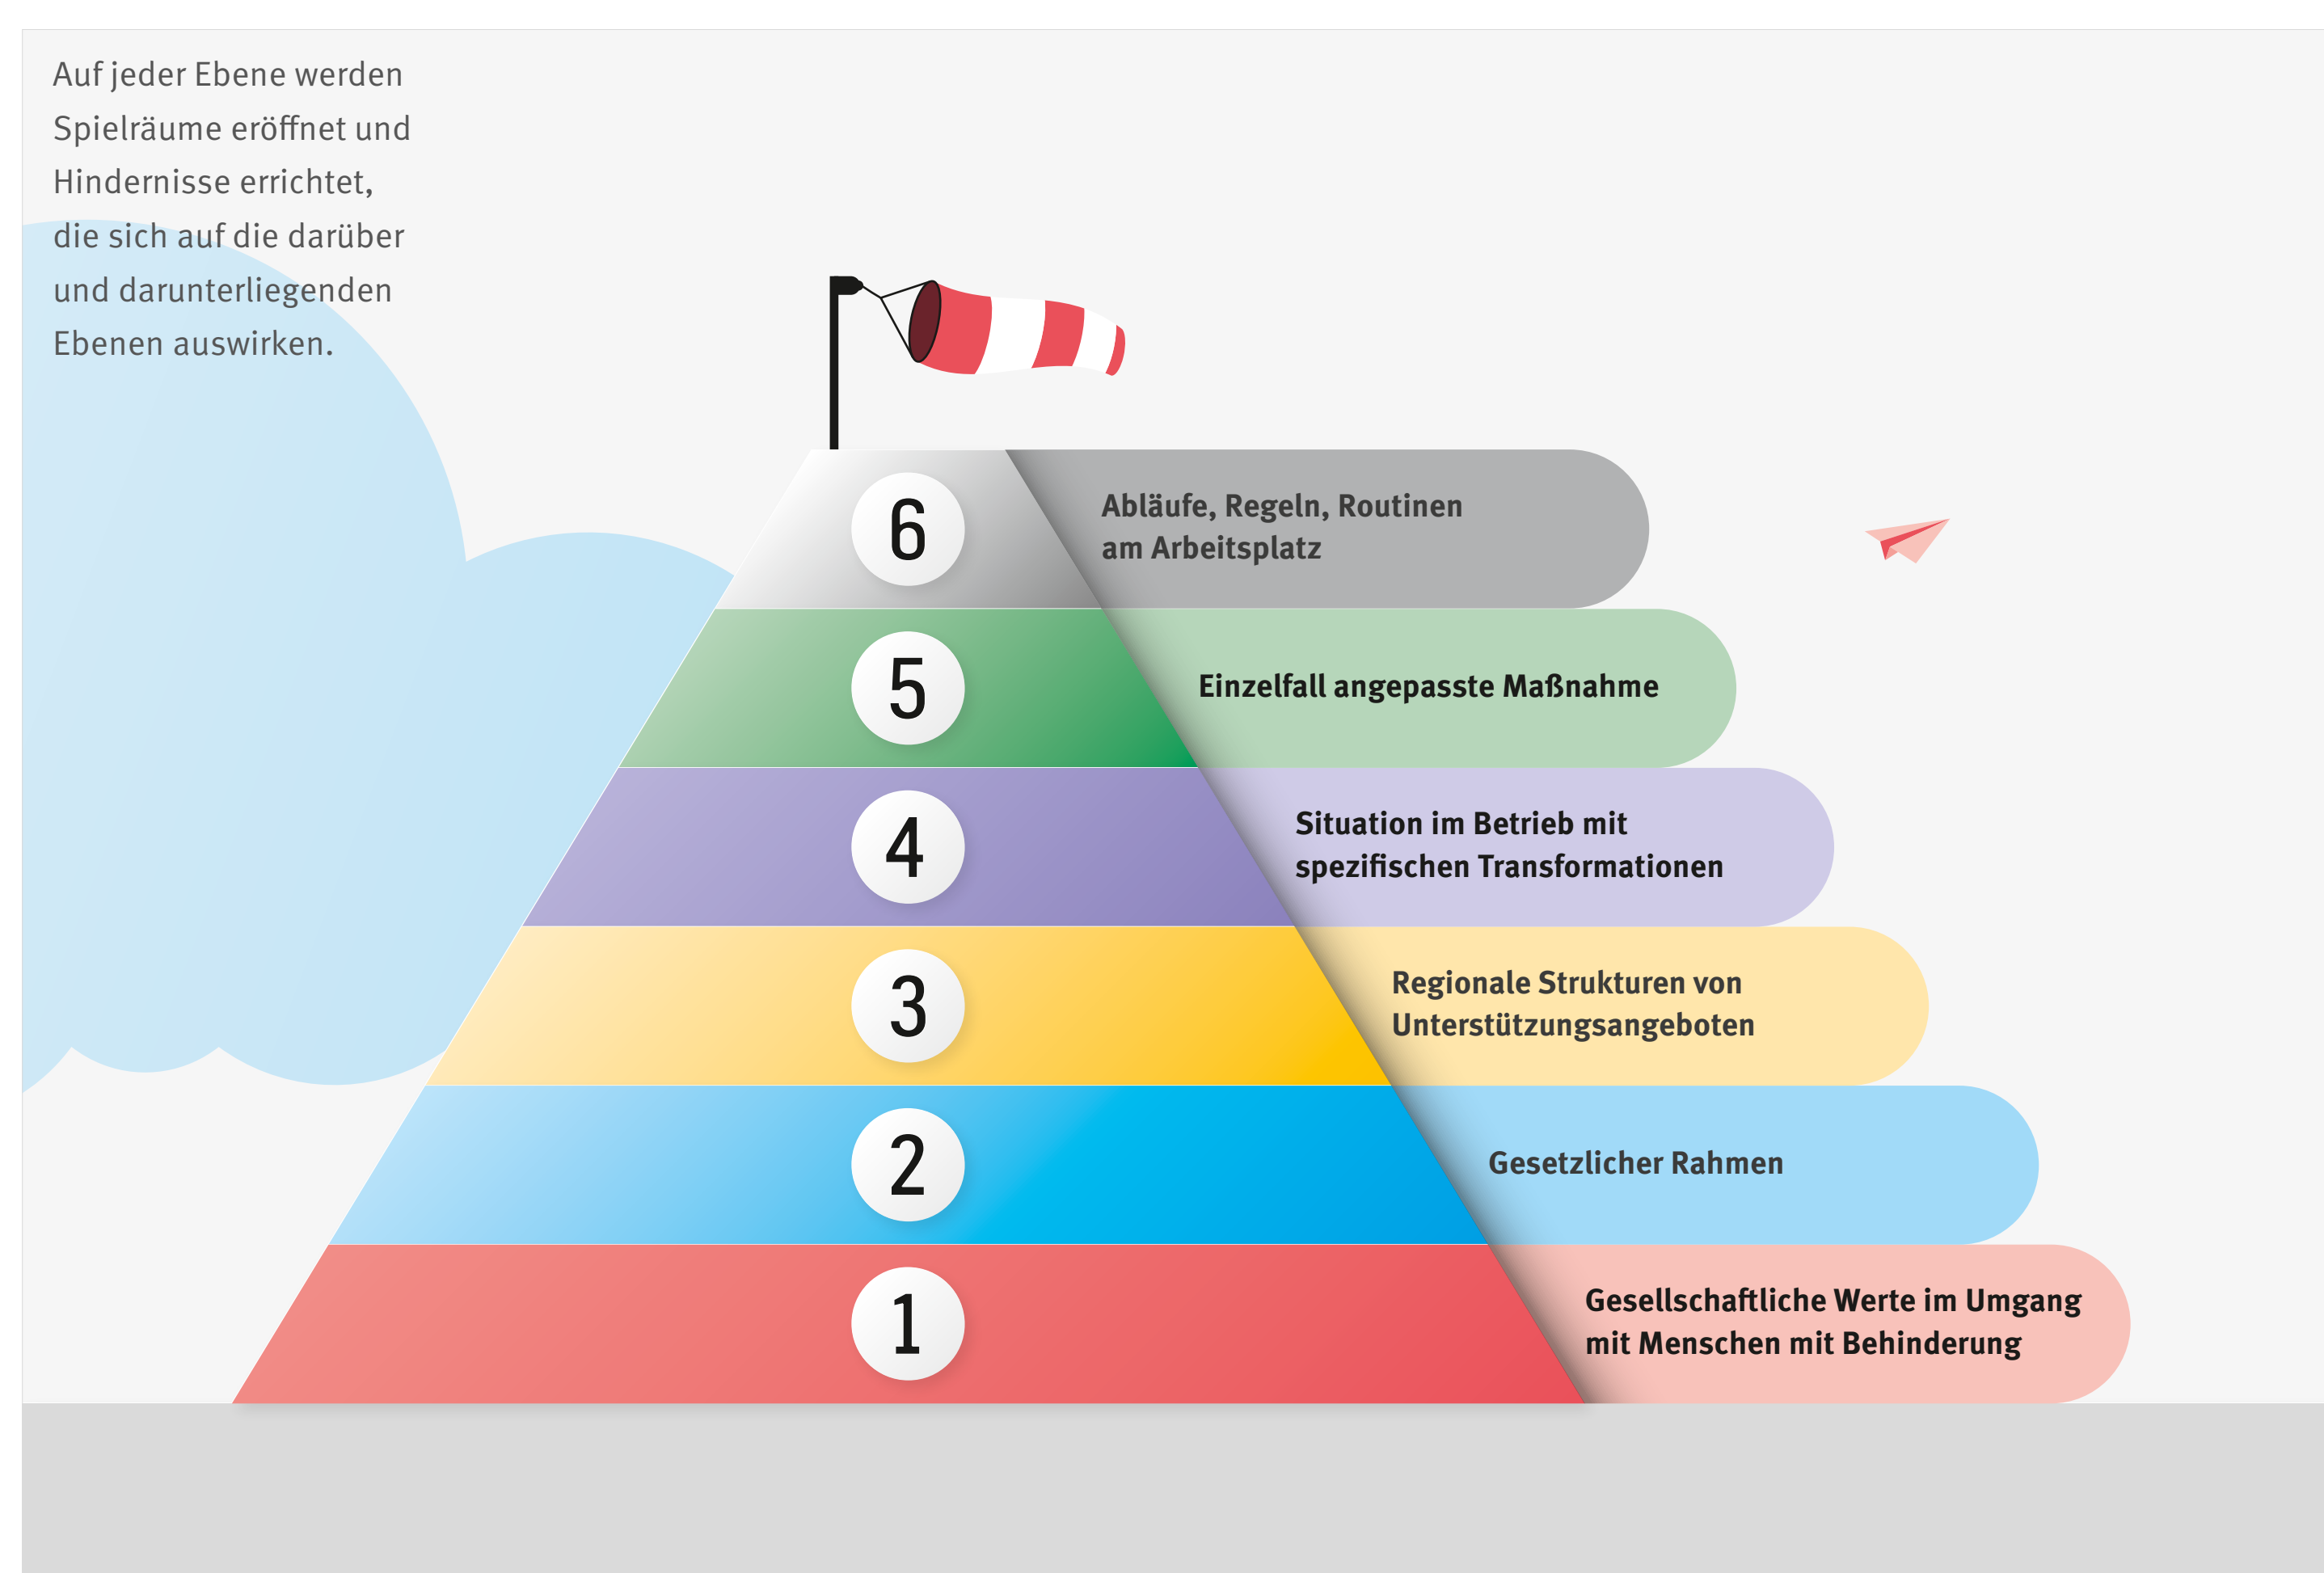 Auf jeder Ebene werden
Spielräume eröffnet und
Hindernisse errichtet,
die sich auf die darüber
und darunterliegenden
Ebenen auswirken.
6
Abläufe, Regeln, Routinen
am Arbeitsplatz
5
Einzelfall angepasste Maßnahme
4
Situation im Betrieb mit
spezifischen Transformationen
3
Regionale Strukturen von
Unterstützungsangeboten
2
Gesetzlicher Rahmen
1
Gesellschaftliche Werte im Umgang
mit Menschen mit Behinderung